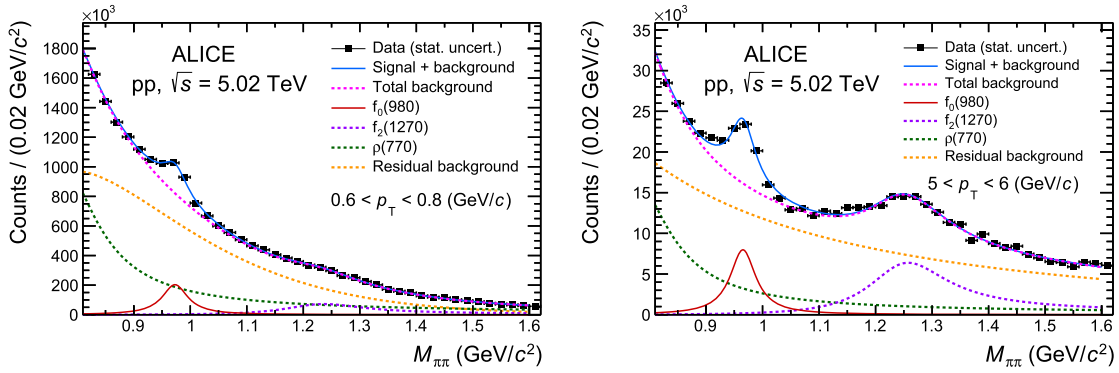 ×10³
Counts / (0.02 GeV/c²)
1800
1600
1400
1200
1000
800
600
400
200
0
ALICE
pp, √s = 5.02 TeV
Data (stat. uncert.)
Signal + background
Total background
f₀(980)
f₂(1270)
ρ(770)
Residual background
0.6 < p_T < 0.8 (GeV/c)
0.9 1 1.1 1.2 1.3 1.4 1.5 1.6
M_ππ (GeV/c²)
×10³
Counts / (0.02 GeV/c²)
35
30
25
20
15
10
5
0
ALICE
pp, √s = 5.02 TeV
Data (stat. uncert.)
Signal + background
Total background
f₀(980)
f₂(1270)
ρ(770)
Residual background
5 < p_T < 6 (GeV/c)
0.9 1 1.1 1.2 1.3 1.4 1.5 1.6
M_ππ (GeV/c²)